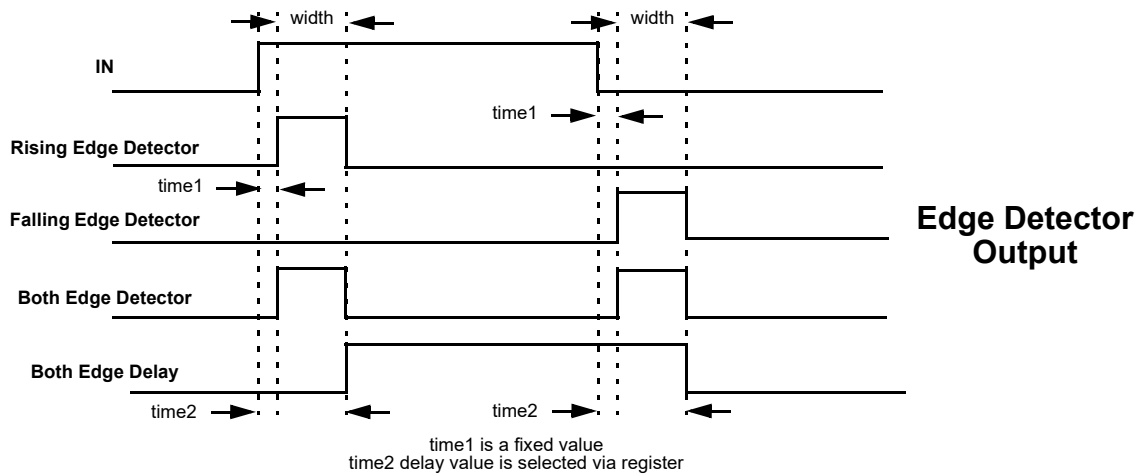 width
width
IN
time1
Rising Edge Detector
time1
Falling Edge Detector
Edge Detector
Output
Both Edge Detector
Both Edge Delay
time2
time2
time1 is a fixed value
time2 delay value is selected via register